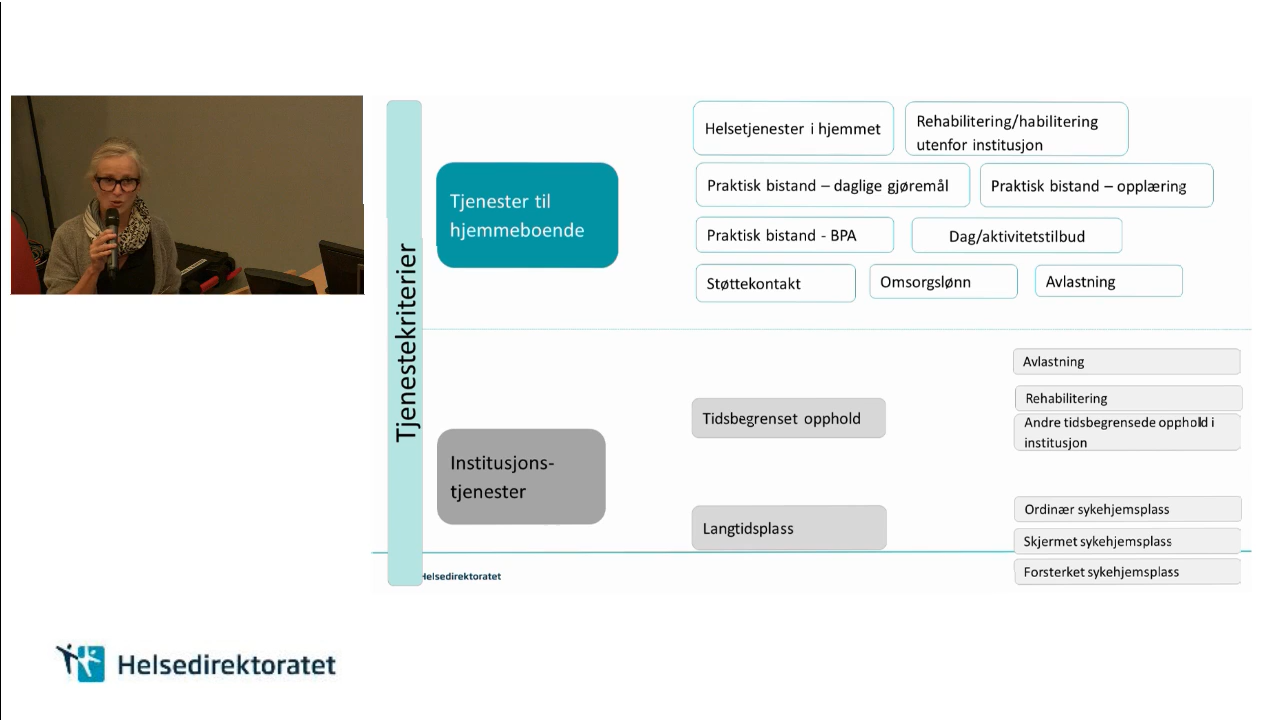 Tjenestekriterier
Tjenester til
hjemmeboende
Helsetjenester i hjemmet
Rehabilitering/habilitering
utenfor institusjon
Praktisk bistand – daglige gjøremål
Praktisk bistand – opplæring
Praktisk bistand - BPA
Dag/aktivitetstilbud
Støttekontakt
Omsorgslønn
Avlastning
Institusjons-
tjenester
Tidsbegrenset opphold
Avlastning
Rehabilitering
Andre tidsbegrensede opphold i
institusjon
Langtidsplass
Ordinær sykehjemsplass
Skjermet sykehjemsplass
Forsterket sykehjemsplass
Helsedirektoratet
Helsedirektoratet